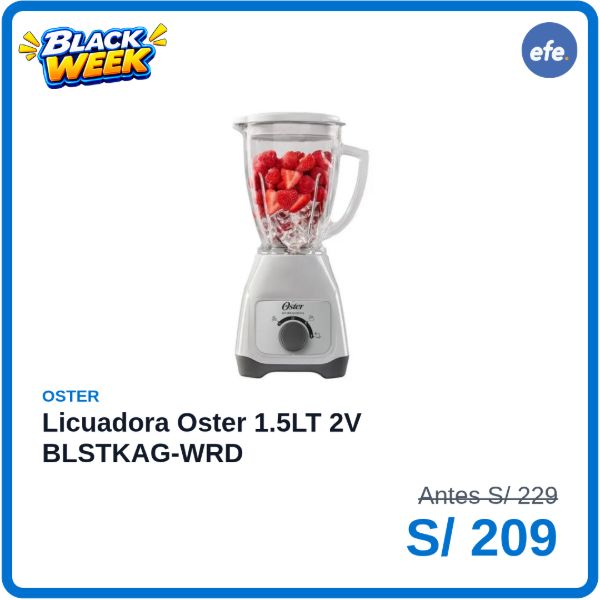 BLACK
WEEK
efe.
Oster
OSTER
Licuadora Oster 1.5LT 2V
BLSTKAG-WRD
Antes S/ 229
S/ 209